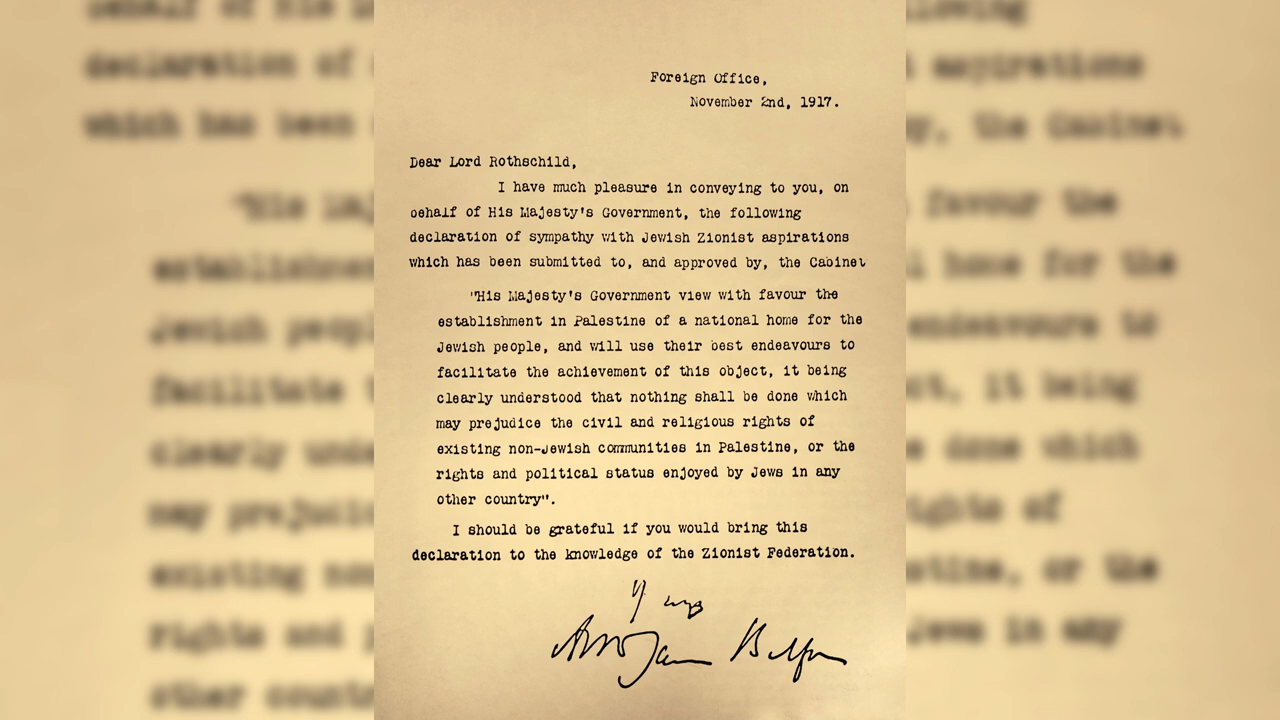 Foreign Office,
November 2nd, 1917.
Dear Lord Rothschild,
I have much pleasure in conveying to you, on
behalf of His Majesty's Government, the following
declaration of sympathy with Jewish Zionist aspirations
which has been submitted to, and approved by, the Cabinet
"His Majesty's Government view with favour the
establishment in Palestine of a national home for the
Jewish people, and will use their best endeavours to
facilitate the achievement of this object, it being
clearly understood that nothing shall be done which
may prejudice the civil and religious rights of
existing non-Jewish communities in Palestine, or the
rights and political status enjoyed by Jews in any
other country".
I should be grateful if you would bring this
declaration to the knowledge of the Zionist Federation.
Arthur James Balfour